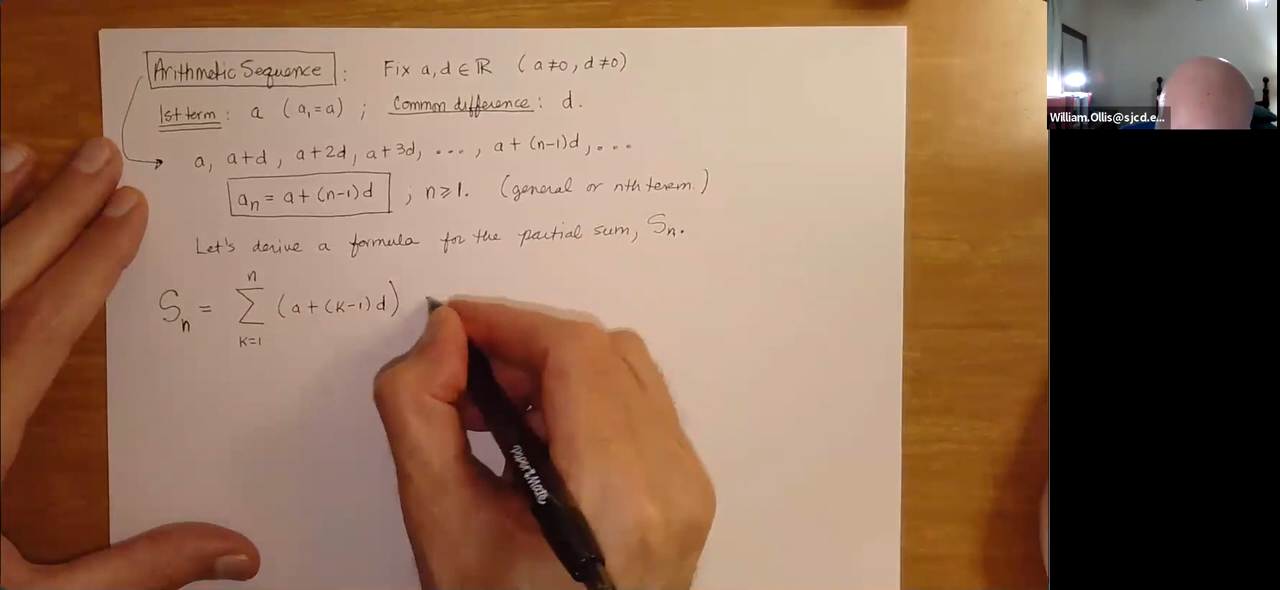 Arithmetic Sequence : Fix a, d ∈ ℝ (a≠0, d≠0)
1st term : a (a₁=a) ; Common difference : d.
a, a+d, a+2d, a+3d, ..., a+(n-1)d, ...
aₙ = a+(n-1)d ; n≥1. (general or nth term.)
Let's derive a formula for the partial sum, Sₙ.
n
Sₙ = ∑ (a+(K-1)d)
K=1
PaperMate
William.Ollis@sjcd.e...